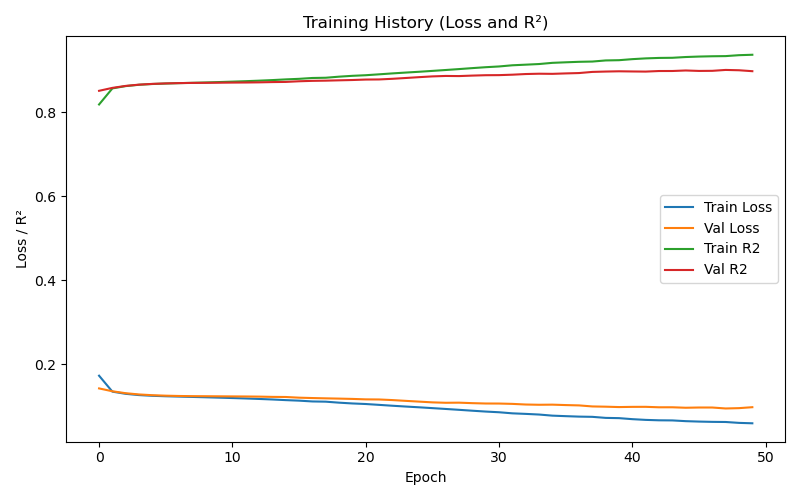 Training History (Loss and R²)
Loss / R²
0.8
0.6
0.4
0.2
Train Loss
Val Loss
Train R2
Val R2
0 10 20 30 40 50
Epoch